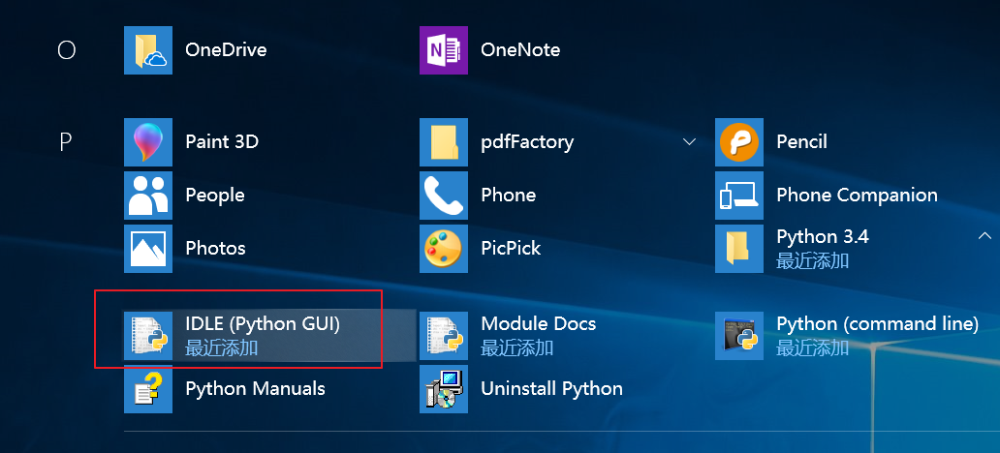 O
OneDrive
OneNote
P
Paint 3D
pdfFactory
Pencil
People
Phone
Phone Companion
Photos
PicPick
Python 3.4
最近添加
IDLE (Python GUI)
最近添加
Module Docs
最近添加
Python (command line)
最近添加
Python Manuals
Uninstall Python